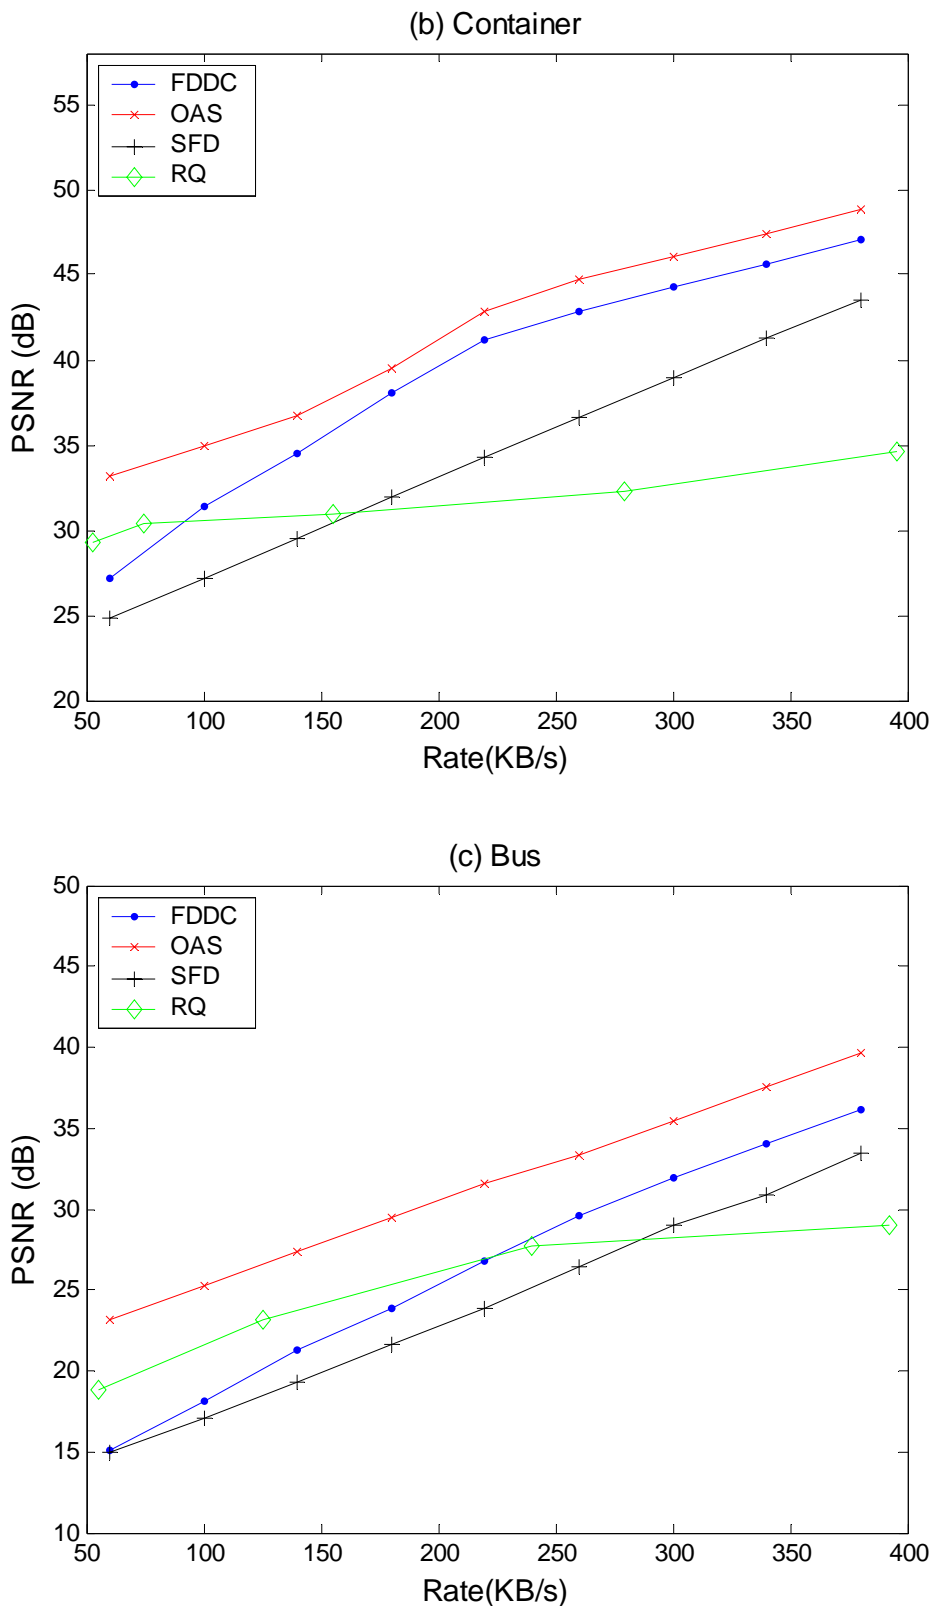 (b) Container
55
50
45
40
35
30
25
20
PSNR (dB)
FDDC
OAS
SFD
RQ
50 100 150 200 250 300 350 400
Rate(KB/s)
(c) Bus
50
45
40
35
30
25
20
15
10
PSNR (dB)
FDDC
OAS
SFD
RQ
50 100 150 200 250 300 350 400
Rate(KB/s)